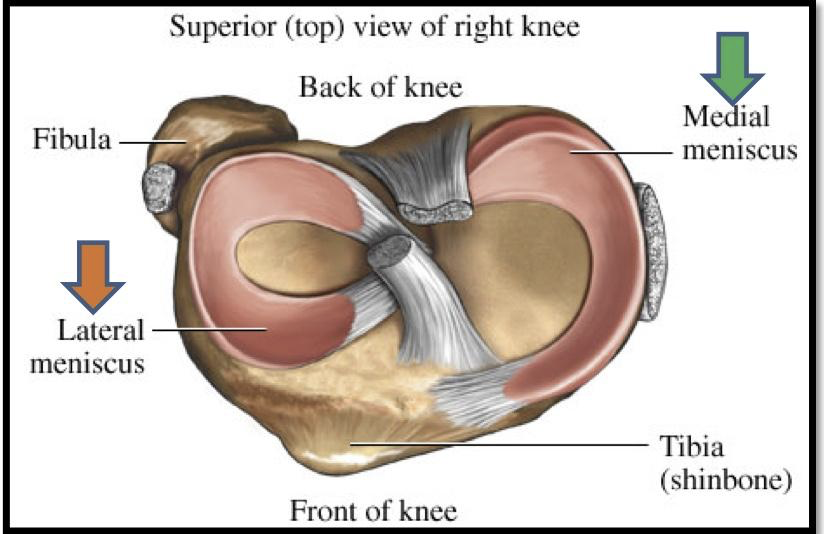 Superior (top) view of right knee
Back of knee
Medial
meniscus
Fibula
Lateral
meniscus
Tibia
(shinbone)
Front of knee